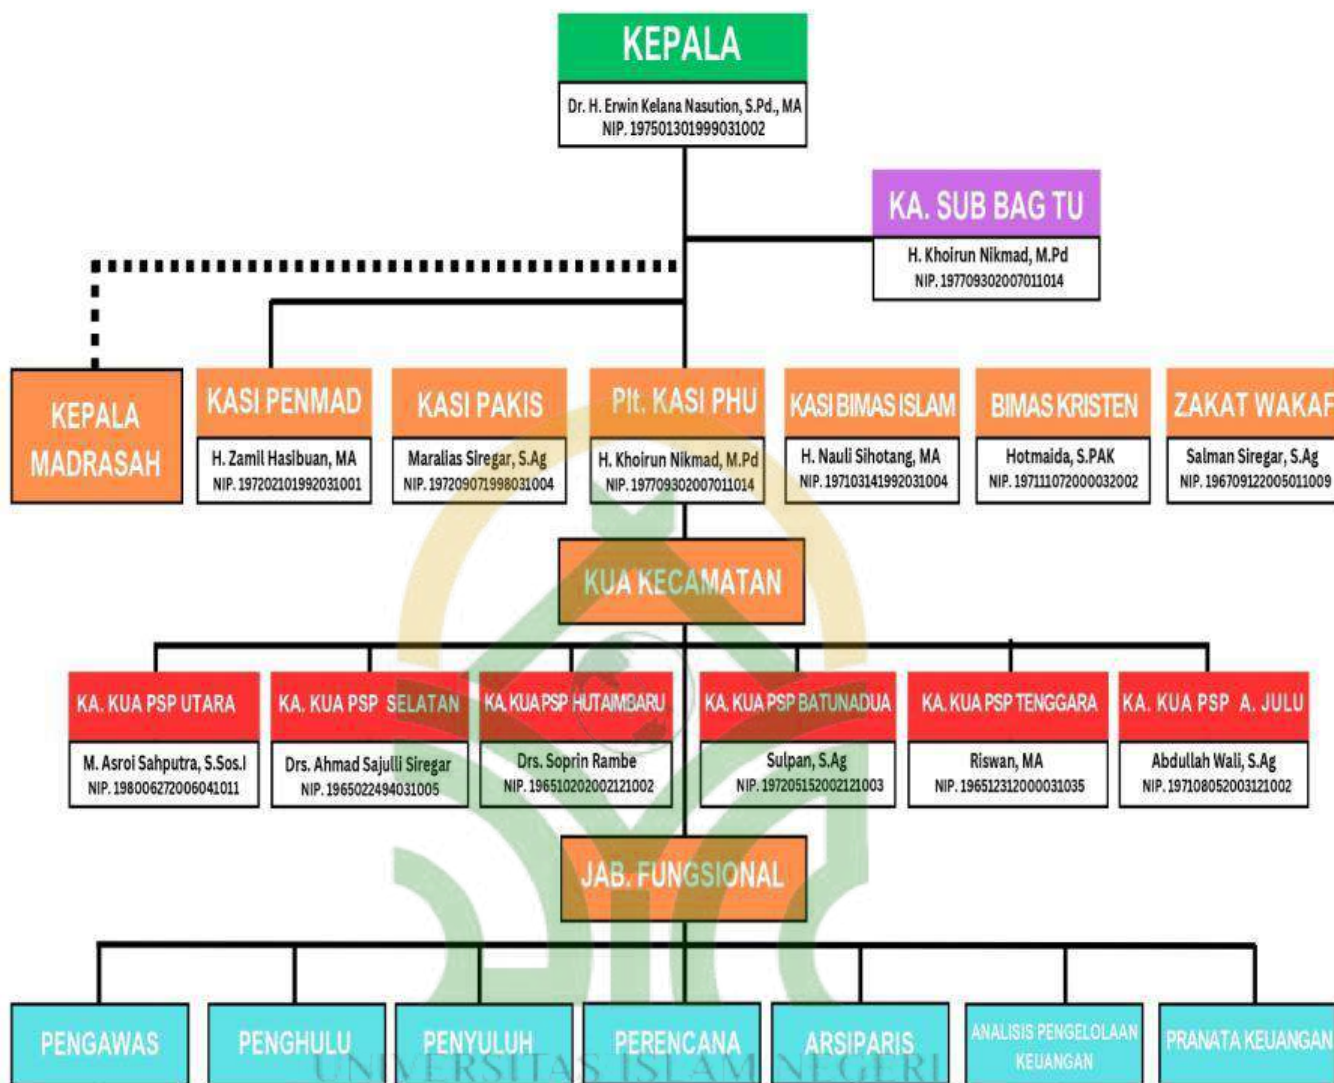 KEPALA
Dr. H. Erwin Kelana Nasution, S.Pd., MA
NIP. 197501301999031002
KA. SUB BAG TU
H. Khoirun Nikmad, M.Pd
NIP. 197709302007011014
KEPALA
MADRASAH
KASI PENMAD
H. Zamil Hasibuan, MA
NIP. 197202101992031001
KASI PAKIS
Maralias Siregar, S.Ag
NIP. 197209071998031004
Plt. KASI PHU
H. Khoirun Nikmad, M.Pd
NIP. 197709302007011014
KASI BIMAS ISLAM
H. Nauli Sihotang, MA
NIP. 197103141992031004
BIMAS KRISTEN
Hotmaida, S.PAK
NIP. 197111072000032002
ZAKAT WAKAF
Salman Siregar, S.Ag
NIP. 196709122005011009
KUA KECAMATAN
KA. KUA PSP UTARA
M. Asroi Sahputra, S.Sos.I
NIP. 198006272006041011
KA. KUA PSP SELATAN
Drs. Ahmad Sajulli Siregar
NIP. 1965022494031005
KA. KUA PSP HUTAIMBARU
Drs. Soprin Rambe
NIP. 196510202002121002
KA. KUA PSP BATUNADUA
Sulpan, S.Ag
NIP. 197205152002121003
KA. KUA PSP TENGGARA
Riswan, MA
NIP. 196512312000031035
KA. KUA PSP A. JULU
Abdullah Wali, S.Ag
NIP. 197108052003121002
JAB. FUNGSIONAL
PENGAWAS
PENGHULU
PENYULUH
PERENCANA
ARSIPARIS
ANALISIS PENGELOLAAN
KEUANGAN
PRANATA KEUANGAN
UNIVERSITAS ISLAM NEGERI